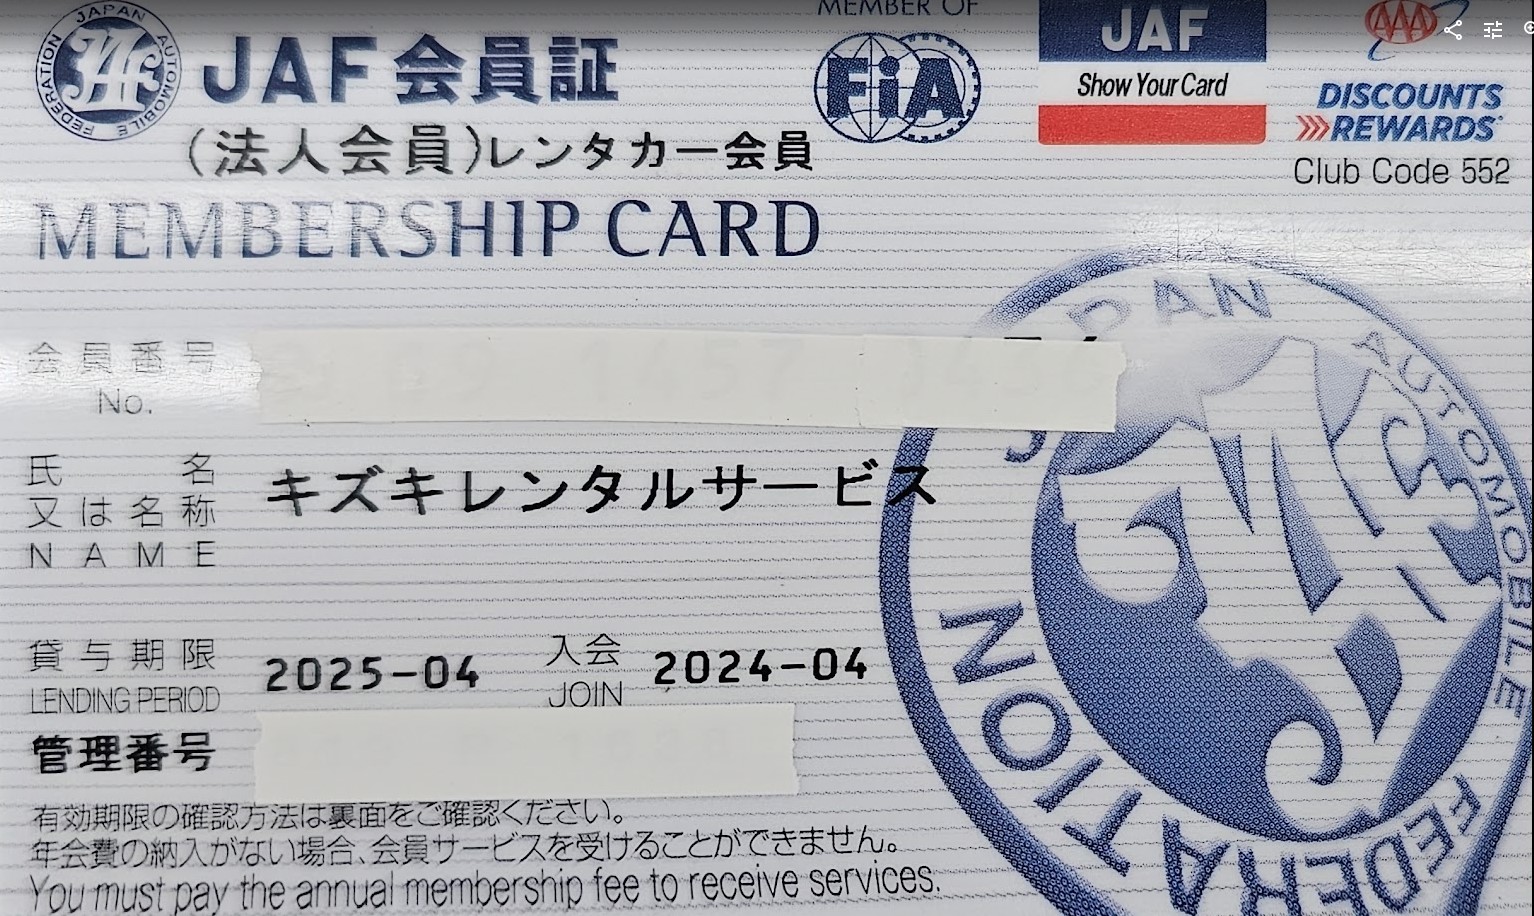 JAPAN AUTOMOBILE FEDERATION
JAF会員証
(法人会員)レンタカー会員
MEMBERSHIP CARD
MEMBER OF
FiA
JAF
Show Your Card
AAA
DISCOUNTS
REWARDS
Club Code 552
会員番号
No.
氏名
又は名称
NAME
キズキレンタルサービス
貸与期限
LENDING PERIOD
2025-04
入会
JOIN
2024-04
管理番号
有効期限の確認方法は裏面をご確認ください。
年会費の納入がない場合、会員サービスを受けることができません。
You must pay the annual membership fee to receive services.
JAPAN AUTOMOBILE FEDERATION